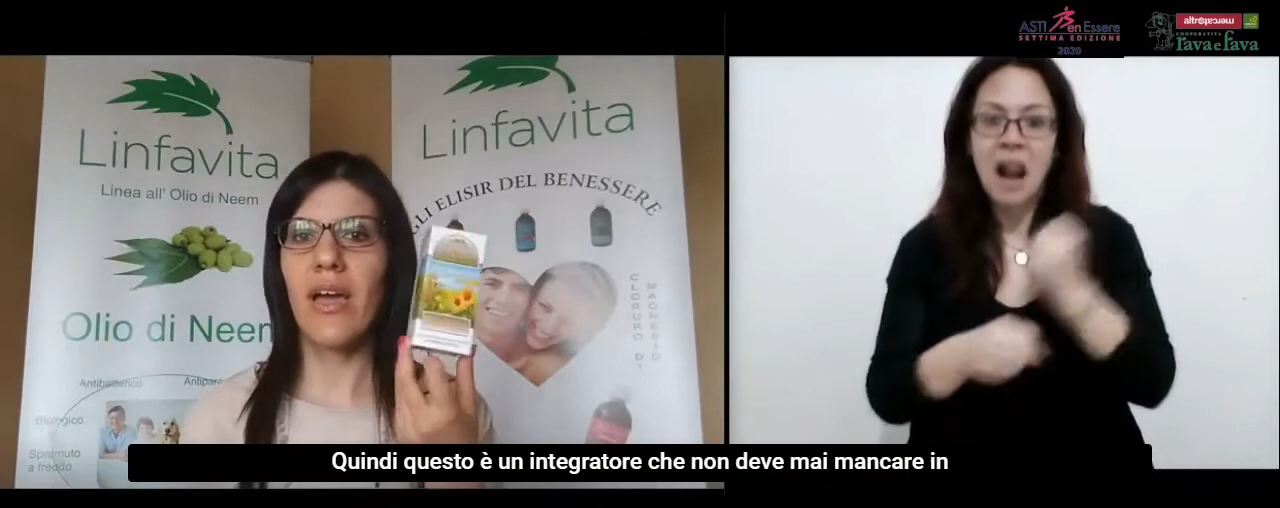 ASTI BenEssere
SETTIMA EDIZIONE
2020
altromercato
COOPERATIVA
rava e fava
Linfavita
Linea all' Olio di Neem
Olio di Neem
Antibatterico
Antipara
Biologico
Spremuto
a freddo
Linfavita
GLI ELISIR DEL BENESSERE
CLORURO DI
MAGNESIO
Quindi questo è un integratore che non deve mai mancare in